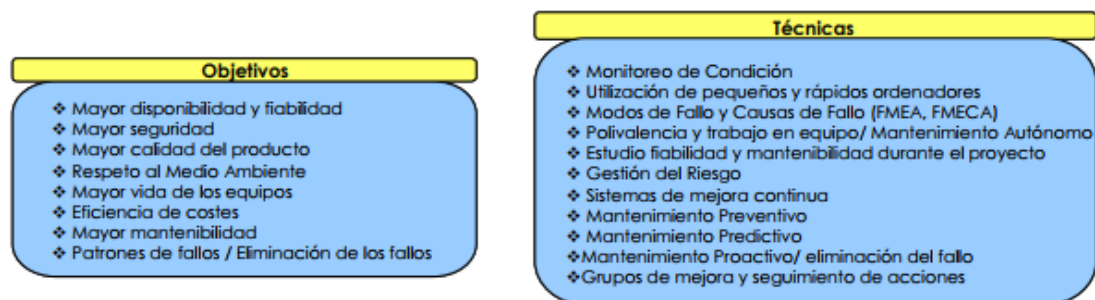 Objetivos
❖ Mayor disponibilidad y fiabilidad
❖ Mayor seguridad
❖ Mayor calidad del producto
❖ Respeto al Medio Ambiente
❖ Mayor vida de los equipos
❖ Eficiencia de costes
❖ Mayor mantenibilidad
❖ Patrones de fallos / Eliminación de los fallos
Técnicas
❖ Monitoreo de Condición
❖ Utilización de pequeños y rápidos ordenadores
❖ Modos de Fallo y Causas de Fallo (FMEA, FMECA)
❖ Polivalencia y trabajo en equipo/ Mantenimiento Autónomo
❖ Estudio fiabilidad y mantenibilidad durante el proyecto
❖ Gestión del Riesgo
❖ Sistemas de mejora continua
❖ Mantenimiento Preventivo
❖ Mantenimiento Predictivo
❖Mantenimiento Proactivo/ eliminación del fallo
❖Grupos de mejora y seguimiento de acciones